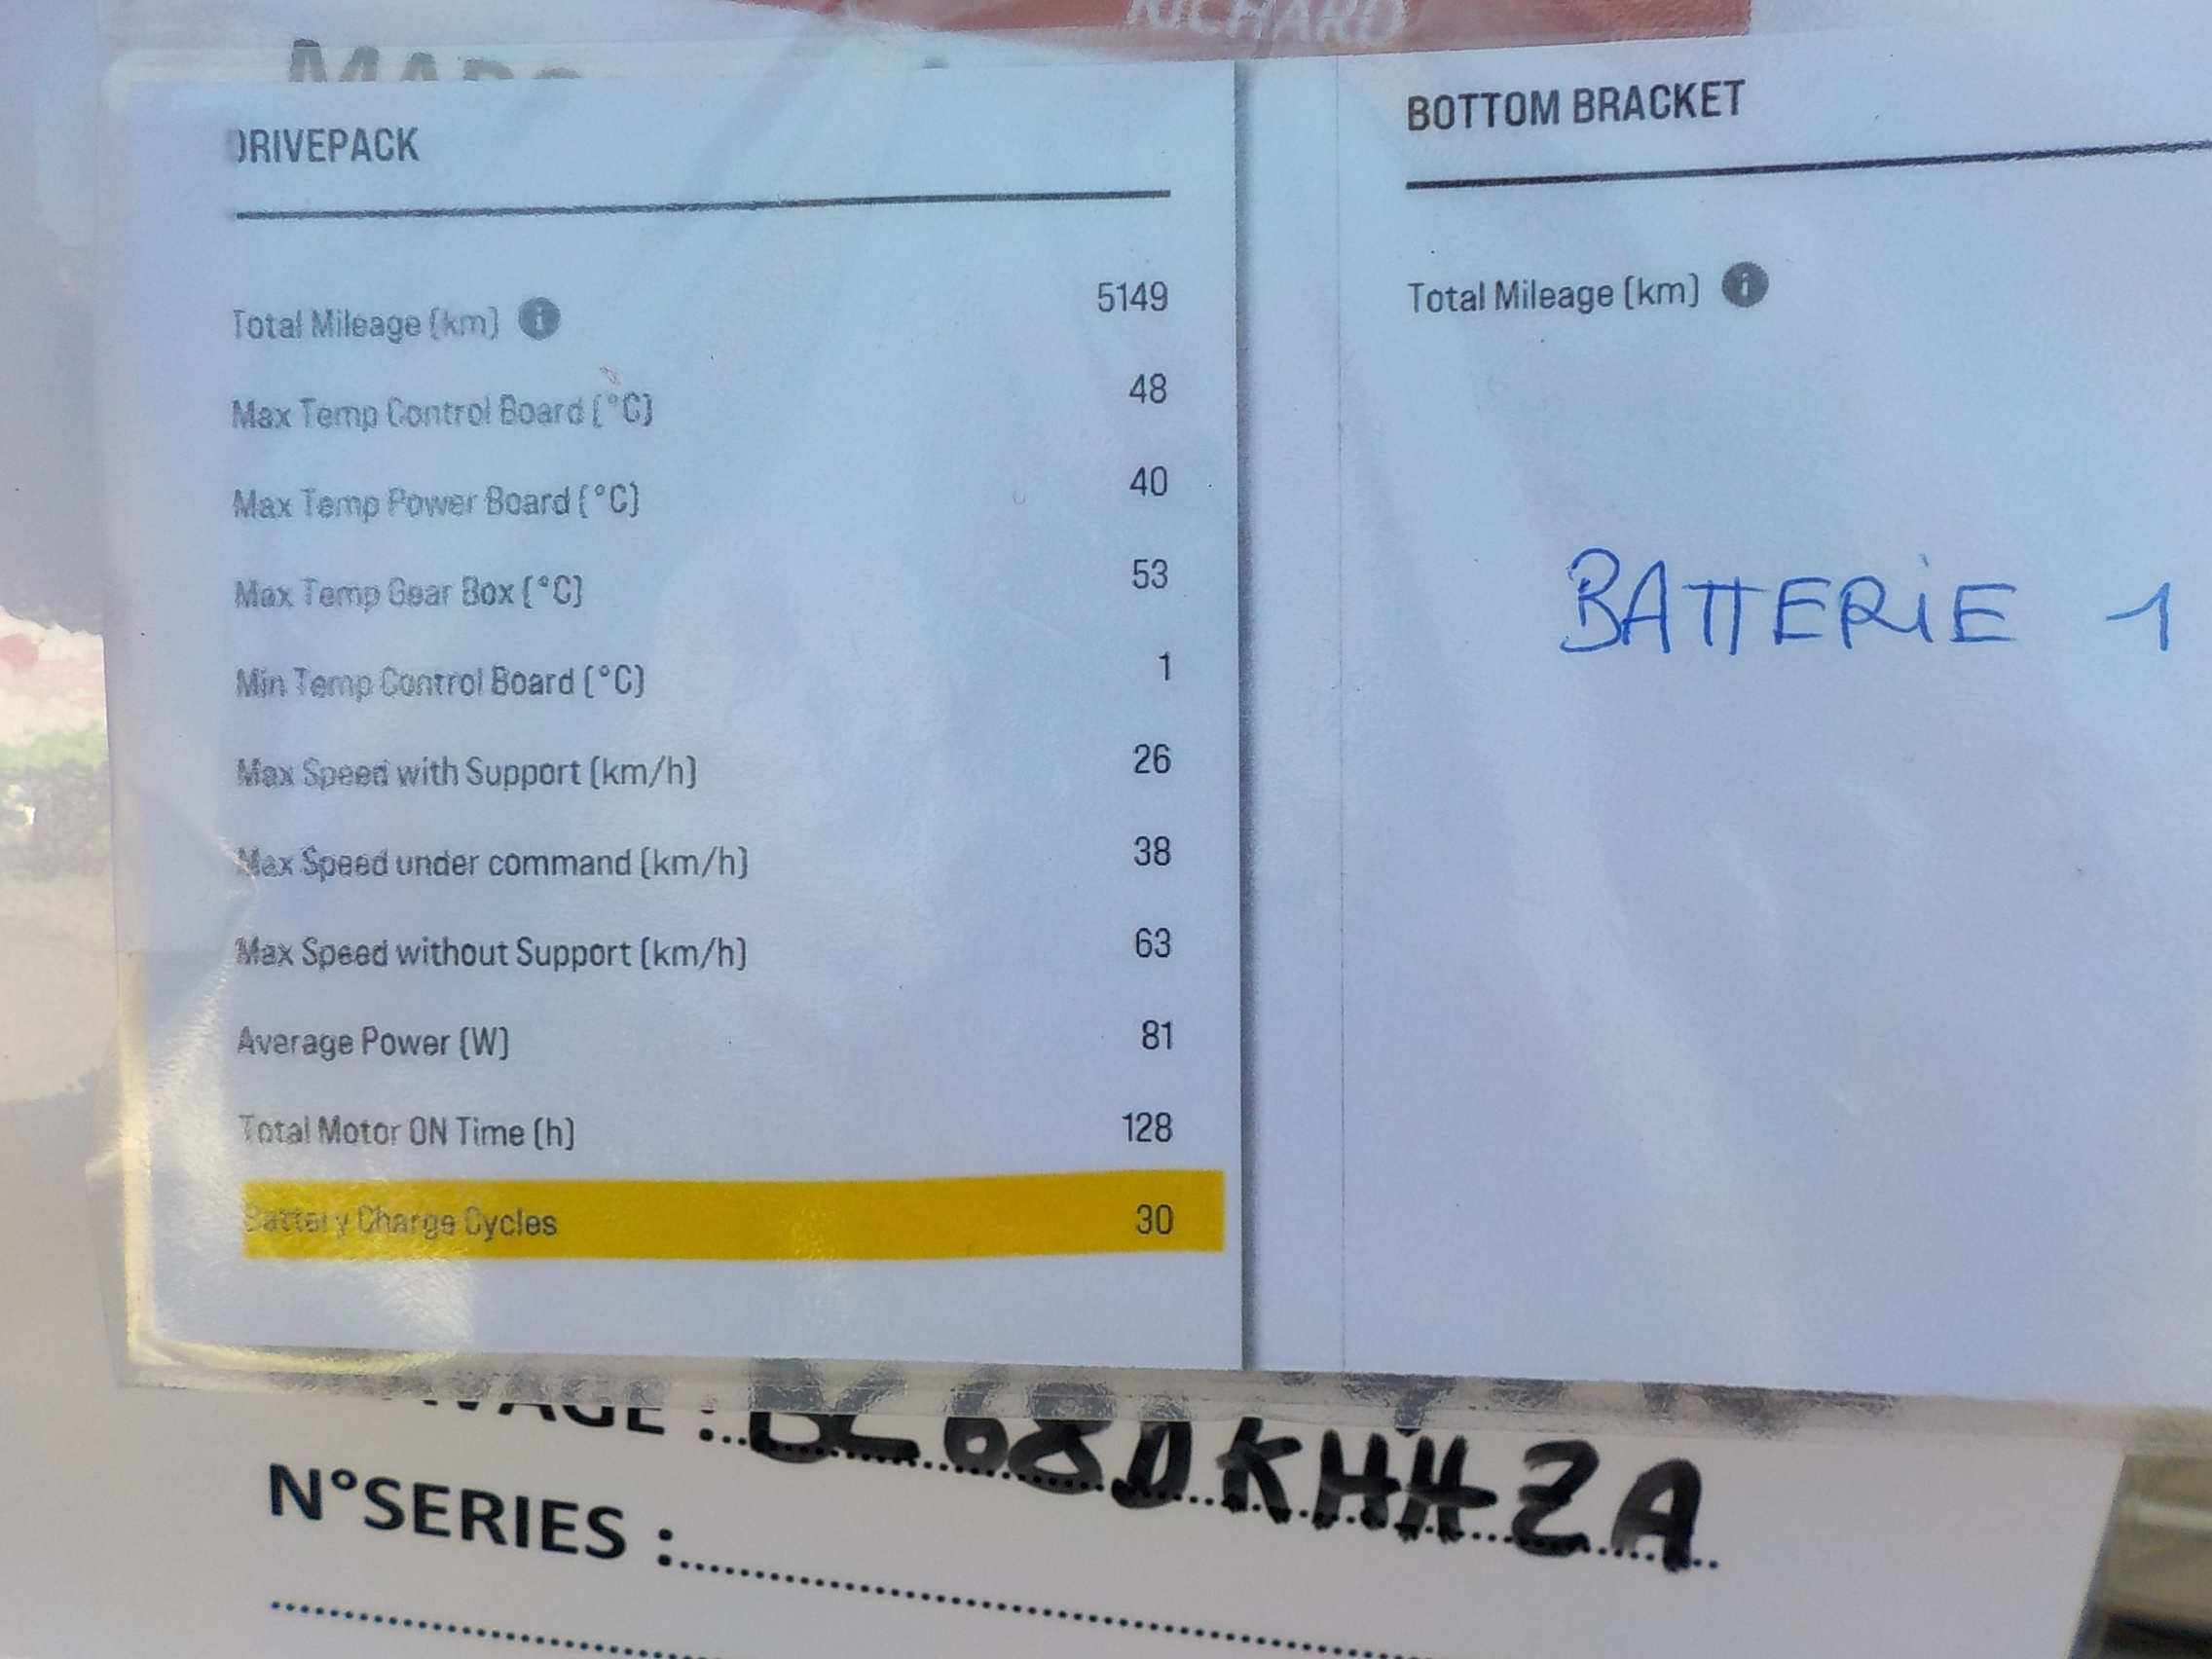 RICHARD
DRIVEPACK
Total Mileage (km) i 5149
Max Temp Control Board (°C) 48
Max Temp Power Board (°C) 40
Max Temp Gear Box (°C) 53
Min Temp Control Board (°C) 1
Max Speed with Support (km/h) 26
Max Speed under command (km/h) 38
Max Speed without Support (km/h) 63
Average Power (W) 81
Total Motor ON Time (h) 128
Battery Charge Cycles 30
BOTTOM BRACKET
Total Mileage (km) i
BATTERIE 1
BC68DKHHZA
N°SERIES :